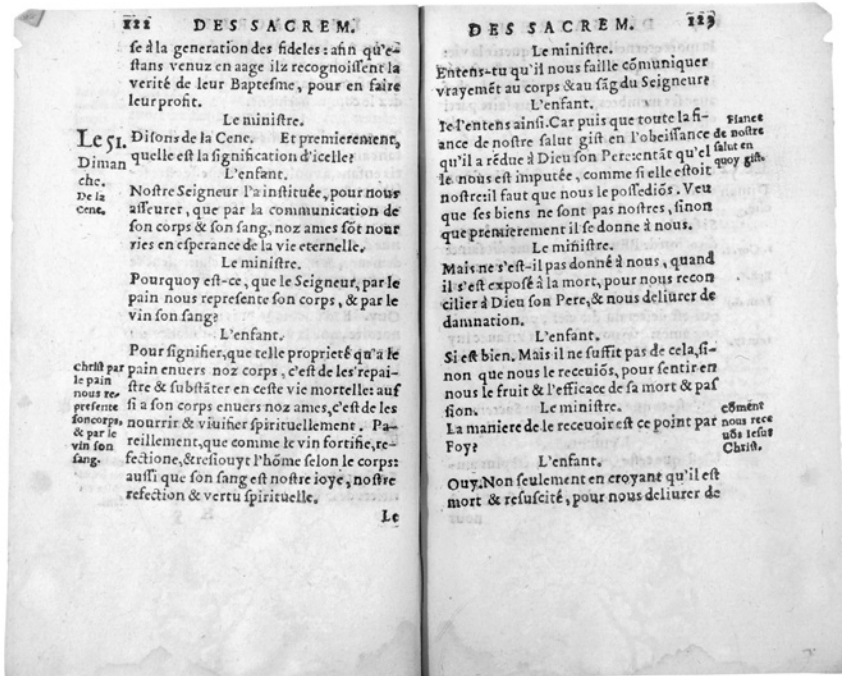 122 DES SACREM.
se à la generation des fideles : afin qu'e-
stans venuz en aage ilz recognoissent la
verité de leur Baptesme, pour en faire
leur profit.
Le ministre.
Le 51.
Diman
che.
De la
Cene.
Disons de la Cene. Et premierement,
quelle est la signification d'icelle?
L'enfant.
Nostre Seigneur l'a instituée, pour nous
asseurer, que par la communication de
son corps & son sang, noz ames sõt nour
ries en esperance de la vie eternelle.
Le ministre.
Pourquoy est-ce, que le Seigneur, par le
pain nous represente son corps, & par le
vin son sang?
L'enfant.
Christ par
le pain
nous re-
presente
son corps,
& par le
vin son
sang.
Pour signifier, que telle proprieté qu'a le
pain enuers noz corps, c'est de les repai-
stre & substãter en ceste vie mortelle: aus
si a son corps enuers noz ames, c'est de les
nourrir & viuifier spirituellement. Pa-
reillement, que comme le vin fortifie, re-
fectione, & resiouyt l'hõme selon le corps:
aussi que son sang est nostre ioye, nostre
refection & vertu spirituelle.
Le
DES SACREM. 123
Le ministre.
Entens-tu qu'il nous faille cõmuniquer
vrayemẽt au corps & au sãg du Seigneur?
L'enfant.
Ie l'entens ainsi. Car puis que toute la fi-
ance de nostre salut gist en l'obeissance
qu'il a rẽdue à Dieu son Pere: entãt qu'el
le nous est imputée, comme si elle estoit
nostre: il faut que nous le possediõs. Veu
que ses biens ne sont pas nostres, sinon
que premierement il se donne à nous.
Fiance
de nostre
salut en
quoy gist.
Le ministre.
Mais ne s'est-il pas donné à nous, quand
il s'est exposé à la mort, pour nous recon
cilier à Dieu son Pere, & nous deliurer de
damnation.
L'enfant.
Si est bien. Mais il ne suffit pas de cela, si-
non que nous le receuiõs, pour sentir en
nous le fruit & l'efficace de sa mort & pas
sion. Le ministre.
La maniere de le receuoir est ce point par
Foy?
cõmẽnt
nous rece
uõs Iesus
Christ.
L'enfant.
Ouy. Non seulement en croyant qu'il est
mort & resuscité, pour nous deliurer de